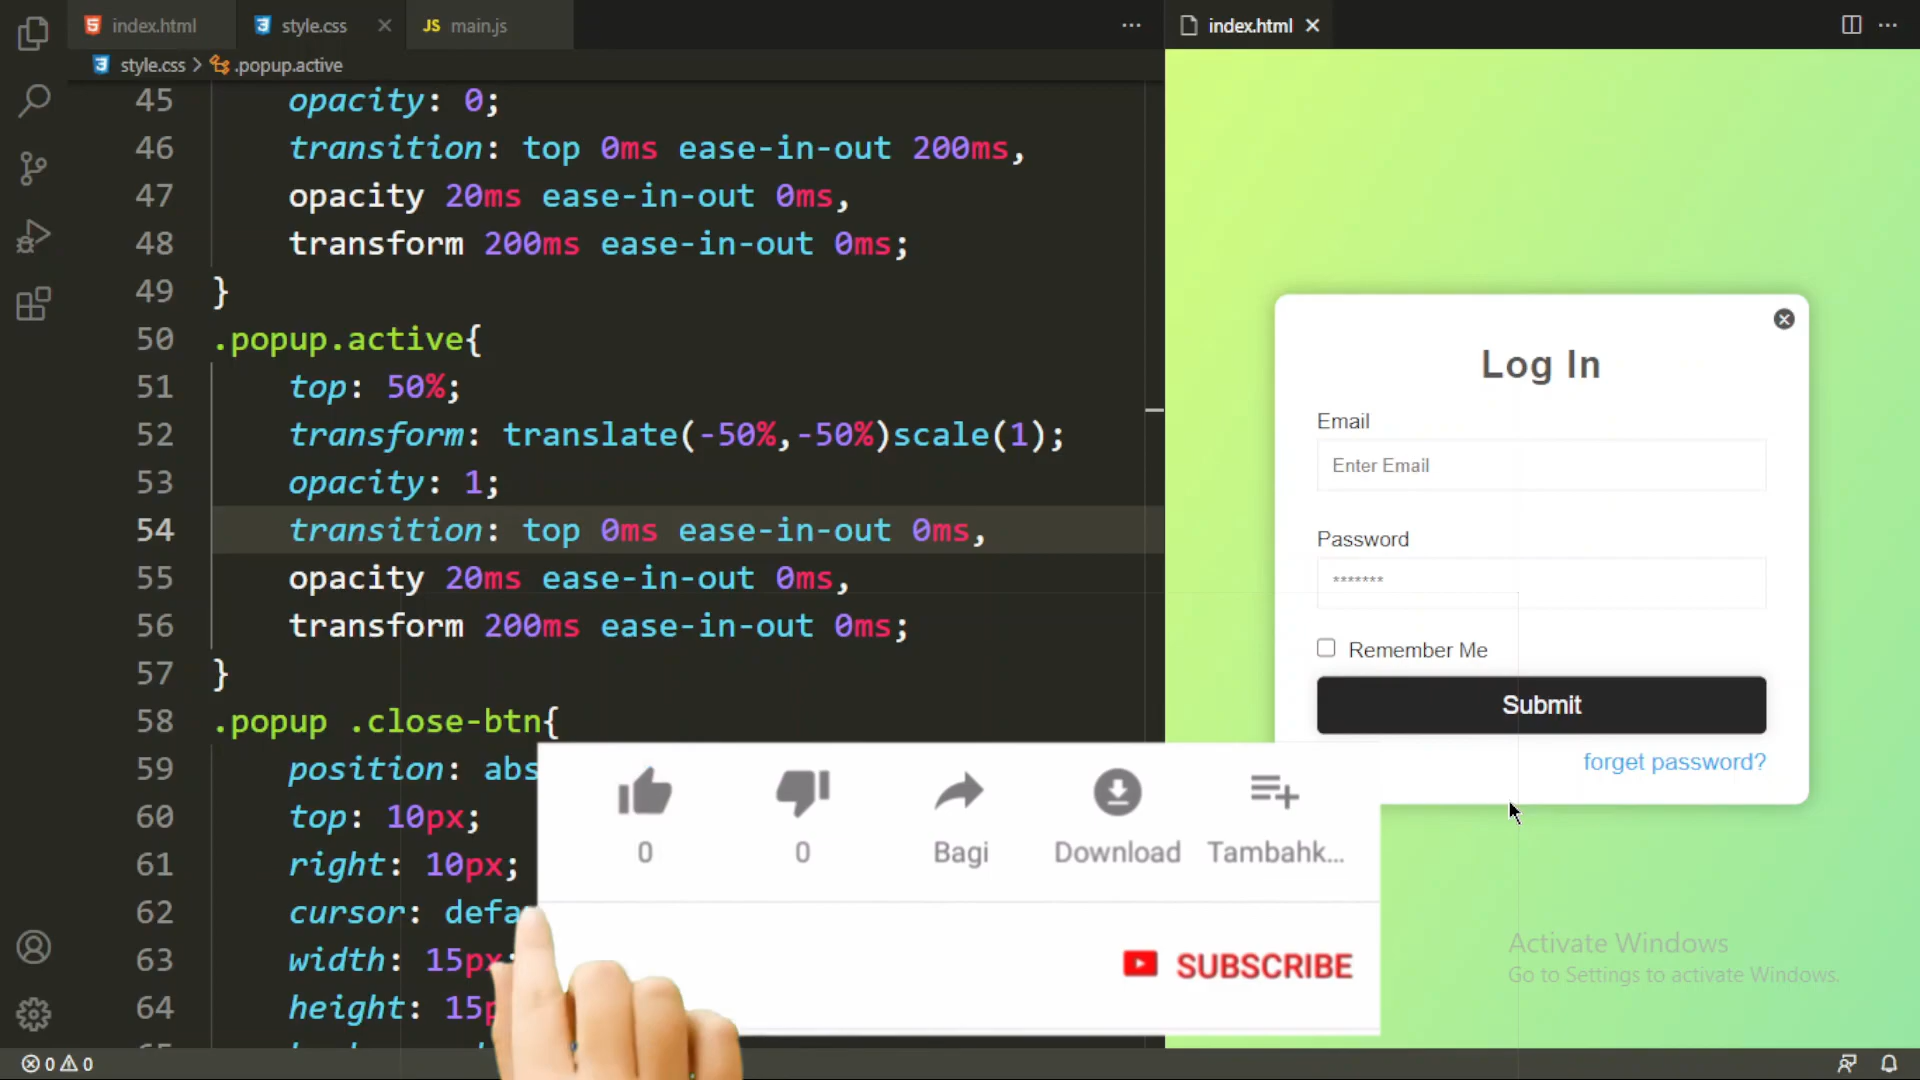 index.html
style.css
JS main.js
index.html
style.css > .popup.active
45 opacity: 0;
46 transition: top 0ms ease-in-out 200ms,
47 opacity 20ms ease-in-out 0ms,
48 transform 200ms ease-in-out 0ms;
49 }
50 .popup.active{
51 top: 50%;
52 transform: translate(-50%,-50%)scale(1);
53 opacity: 1;
54 transition: top 0ms ease-in-out 0ms,
55 opacity 20ms ease-in-out 0ms,
56 transform 200ms ease-in-out 0ms;
57 }
58 .popup .close-btn{
59 position: abs
60 top: 10px;
61 right: 10px;
62 cursor: defa
63 width: 15px;
64 height: 15p
Log In
Email
Enter Email
Password
*******
Remember Me
Submit
forget password?
0
0
Bagi
Download
Tambahk...
SUBSCRIBE
Activate Windows
Go to Settings to activate Windows.
0 0